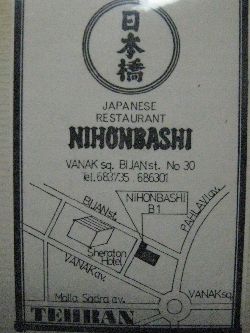 日本橋
JAPANESE
RESTAURANT
NIHONBASHI
VANAK sq. BIJAN st. No 30
Tel. 683735 686301
NIHONBASHI
B1
BIJAN st.
PAHLAVI av.
Sheraton
Hotel
VANAK av.
VANAK sq.
Molla Sadra av.
TEHRAN